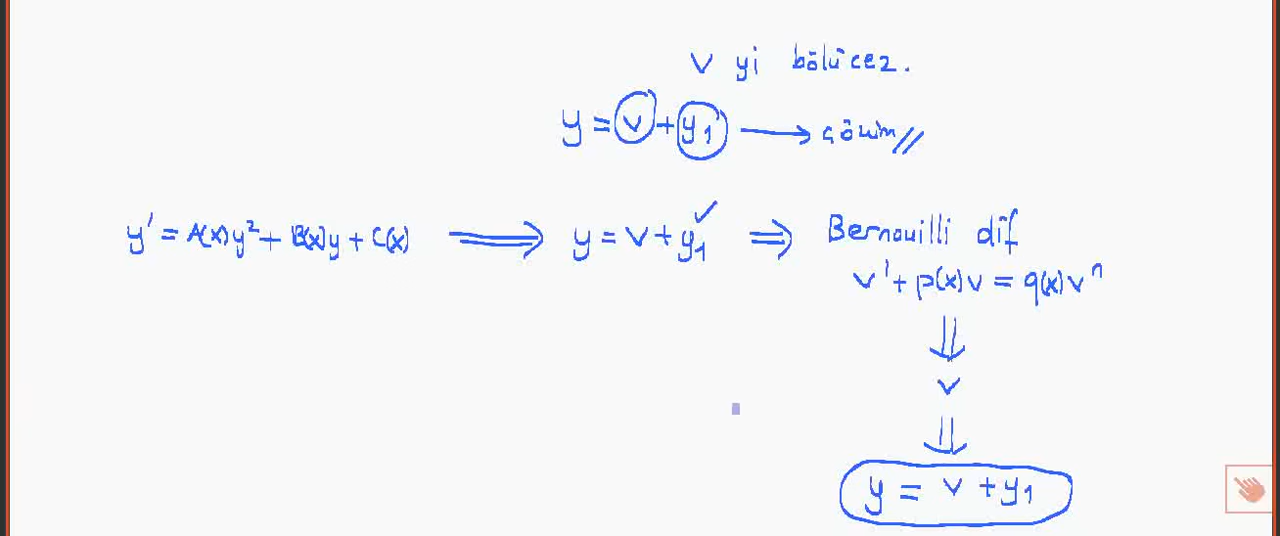 v yi bölücez.
y = v + y₁ ⟶ çözüm //
y' = A(x)y² + B(x)y + C(x) ⟹ y = v + y₁ ✓ ⟹ Bernouilli dif
v' + p(x)v = q(x)vⁿ
⇓
v
⇓
y = v + y₁